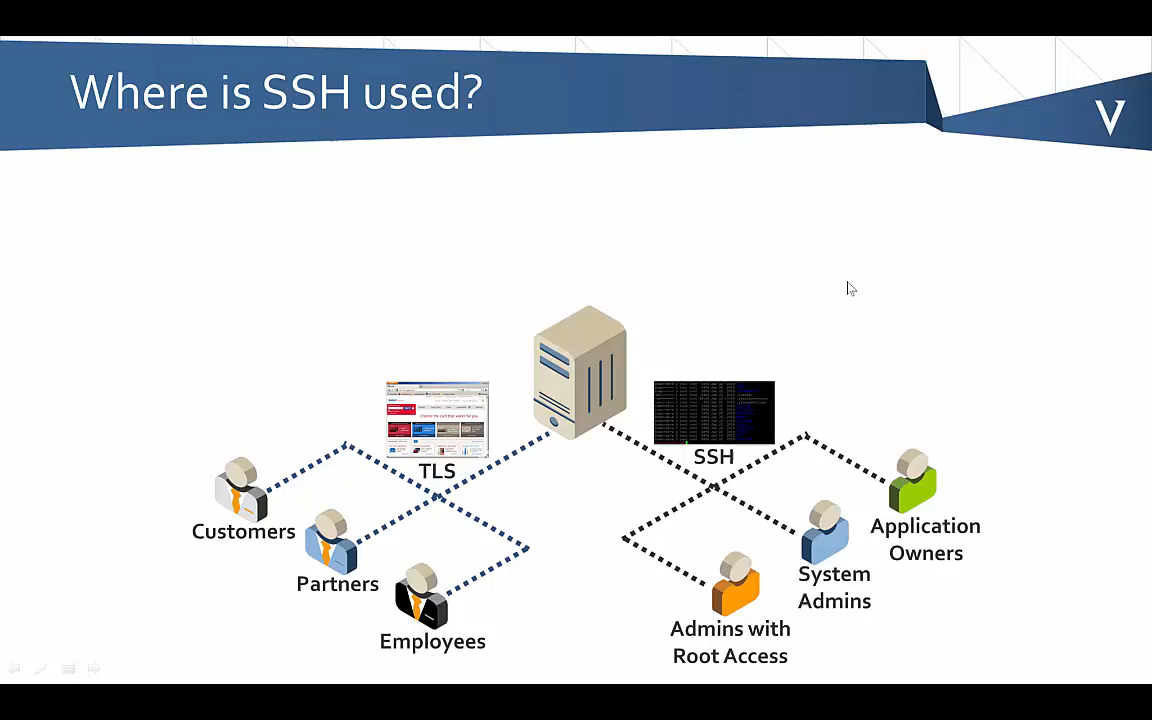 Where is SSH used?
V
TLS
SSH
Customers
Partners
Employees
Application
Owners
System
Admins
Admins with
Root Access